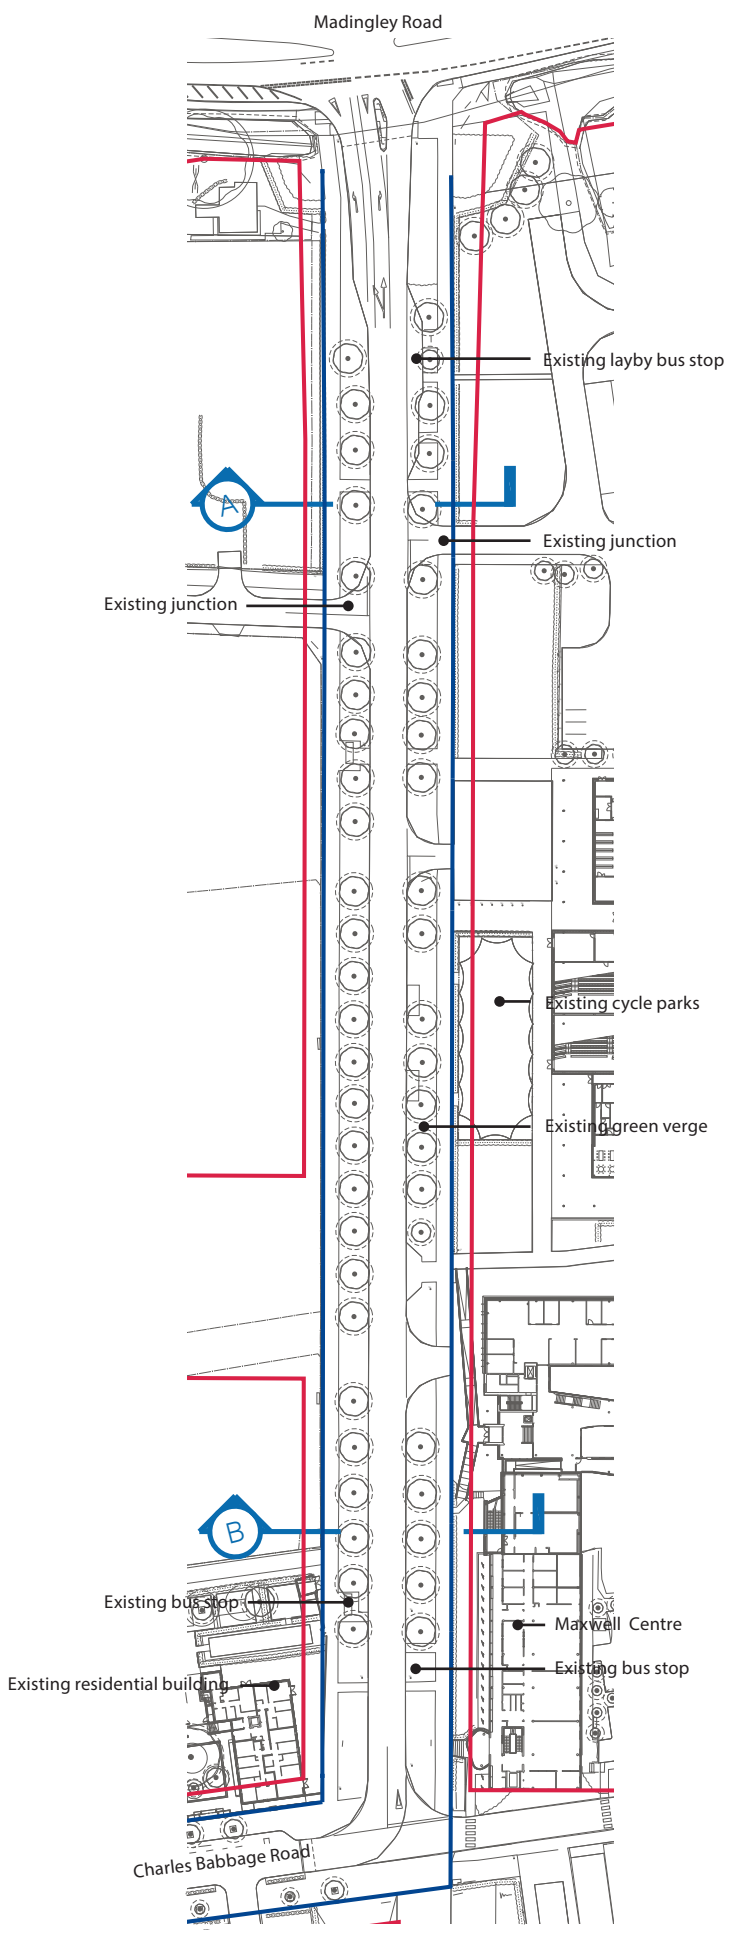 Madingley Road
Existing layby bus stop
A
Existing junction
Existing junction
Existing cycle parks
Existing green verge
B
Existing bus stop
Maxwell Centre
Existing bus stop
Existing residential building
Charles Babbage Road